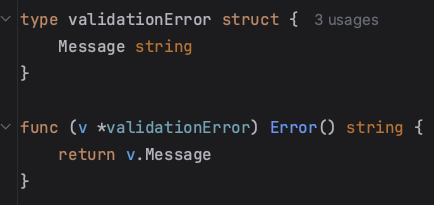 type validationError struct { 3 usages
    Message string
}
func (v *validationError) Error() string {
    return v.Message
}